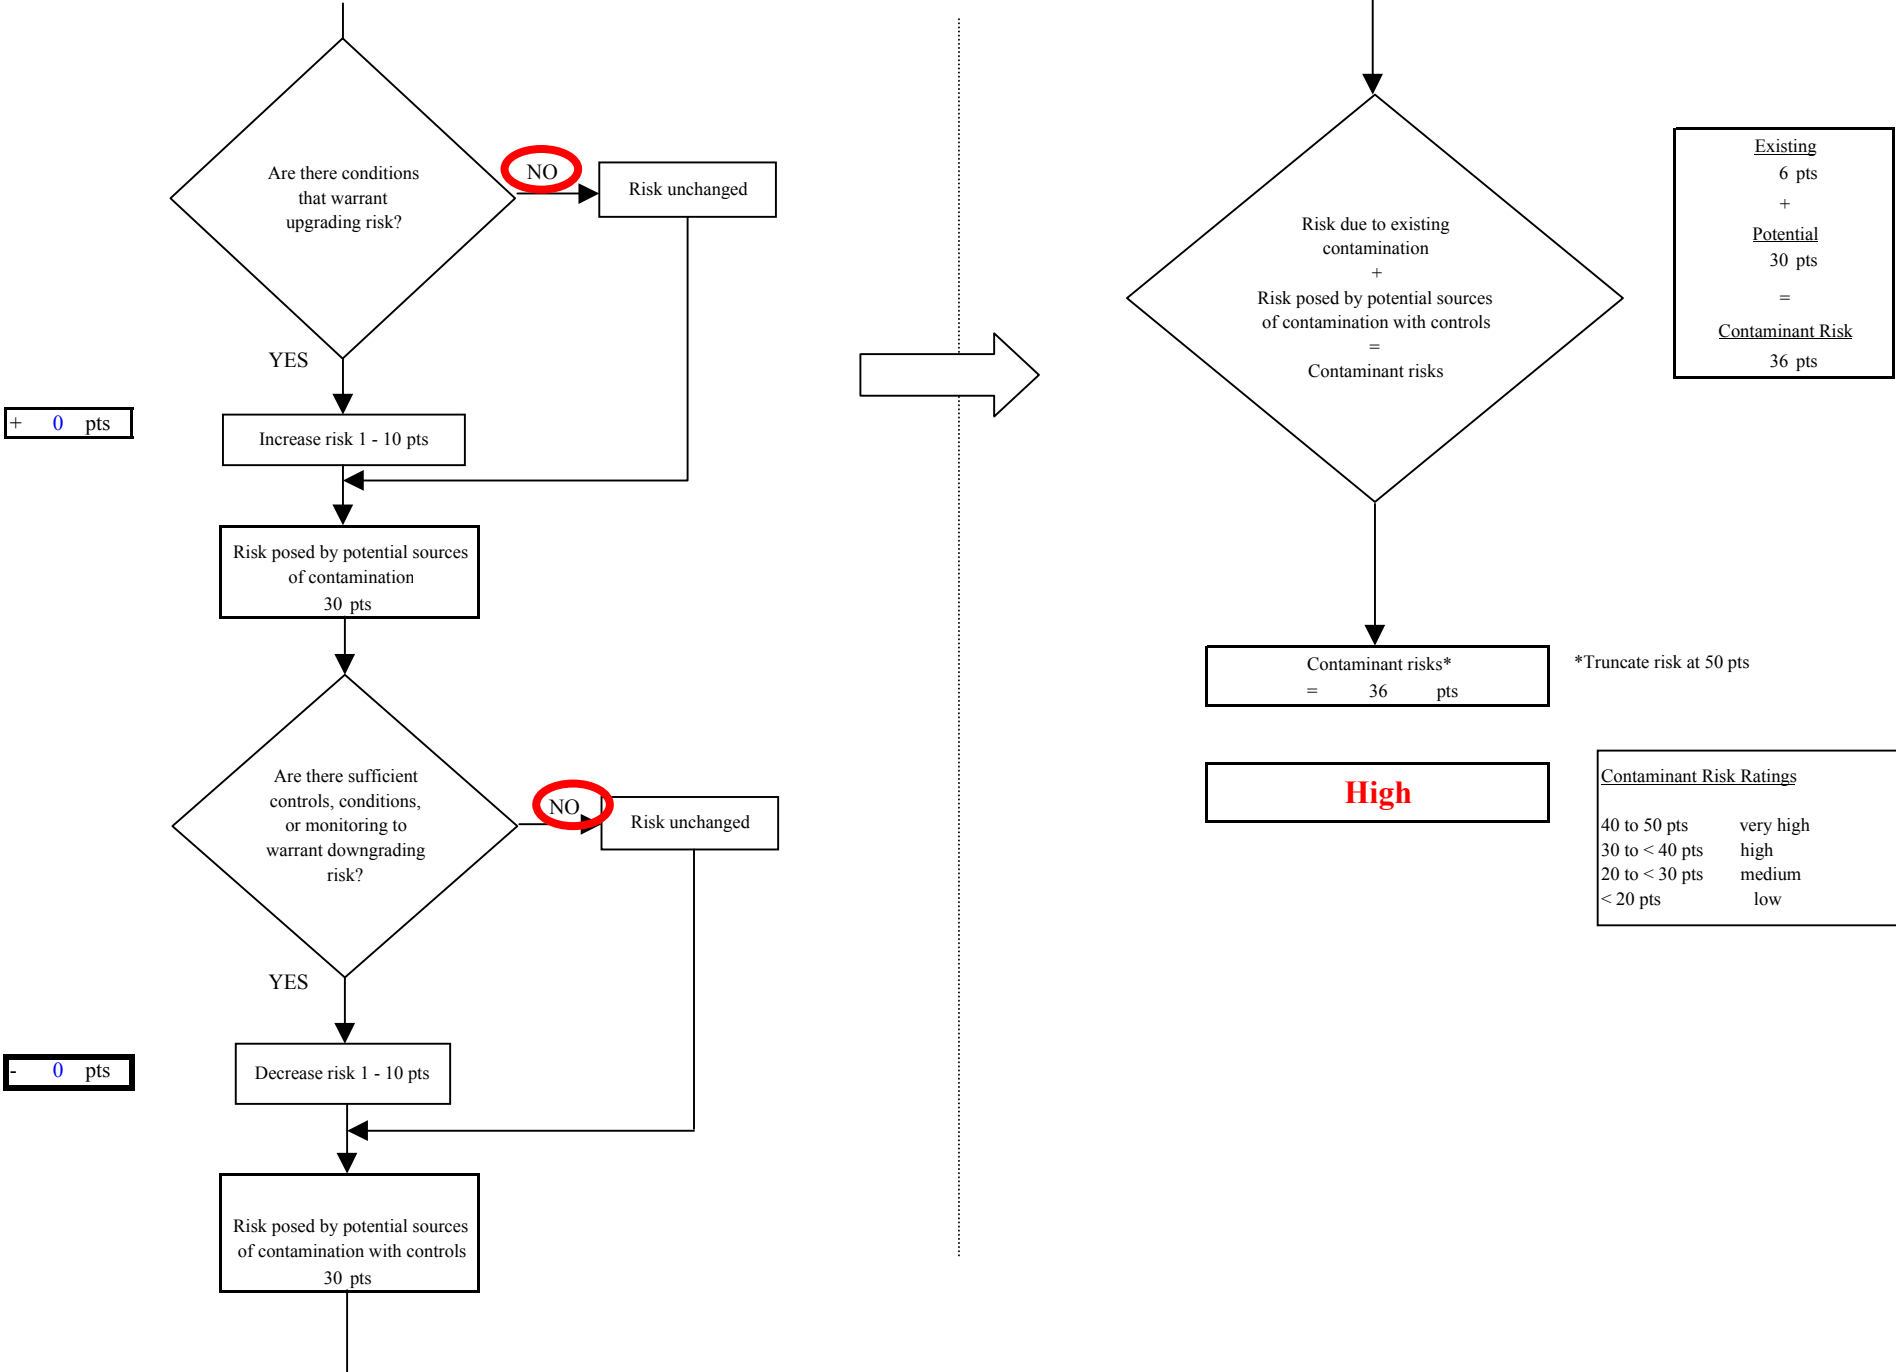 Are there conditions
that warrant
upgrading risk?
NO
Risk unchanged
YES
+ 0 pts
Increase risk 1 - 10 pts
Risk posed by potential sources
of contamination
30 pts
Are there sufficient
controls, conditions,
or monitoring to
warrant downgrading
risk?
NO
Risk unchanged
YES
- 0 pts
Decrease risk 1 - 10 pts
Risk posed by potential sources
of contamination with controls
30 pts
Risk due to existing
contamination
+
Risk posed by potential sources
of contamination with controls
=
Contaminant risks
Existing
6 pts
+
Potential
30 pts
=
Contaminant Risk
36 pts
Contaminant risks*
= 36 pts
*Truncate risk at 50 pts
High
Contaminant Risk Ratings
40 to 50 pts very high
30 to < 40 pts high
20 to < 30 pts medium
< 20 pts low